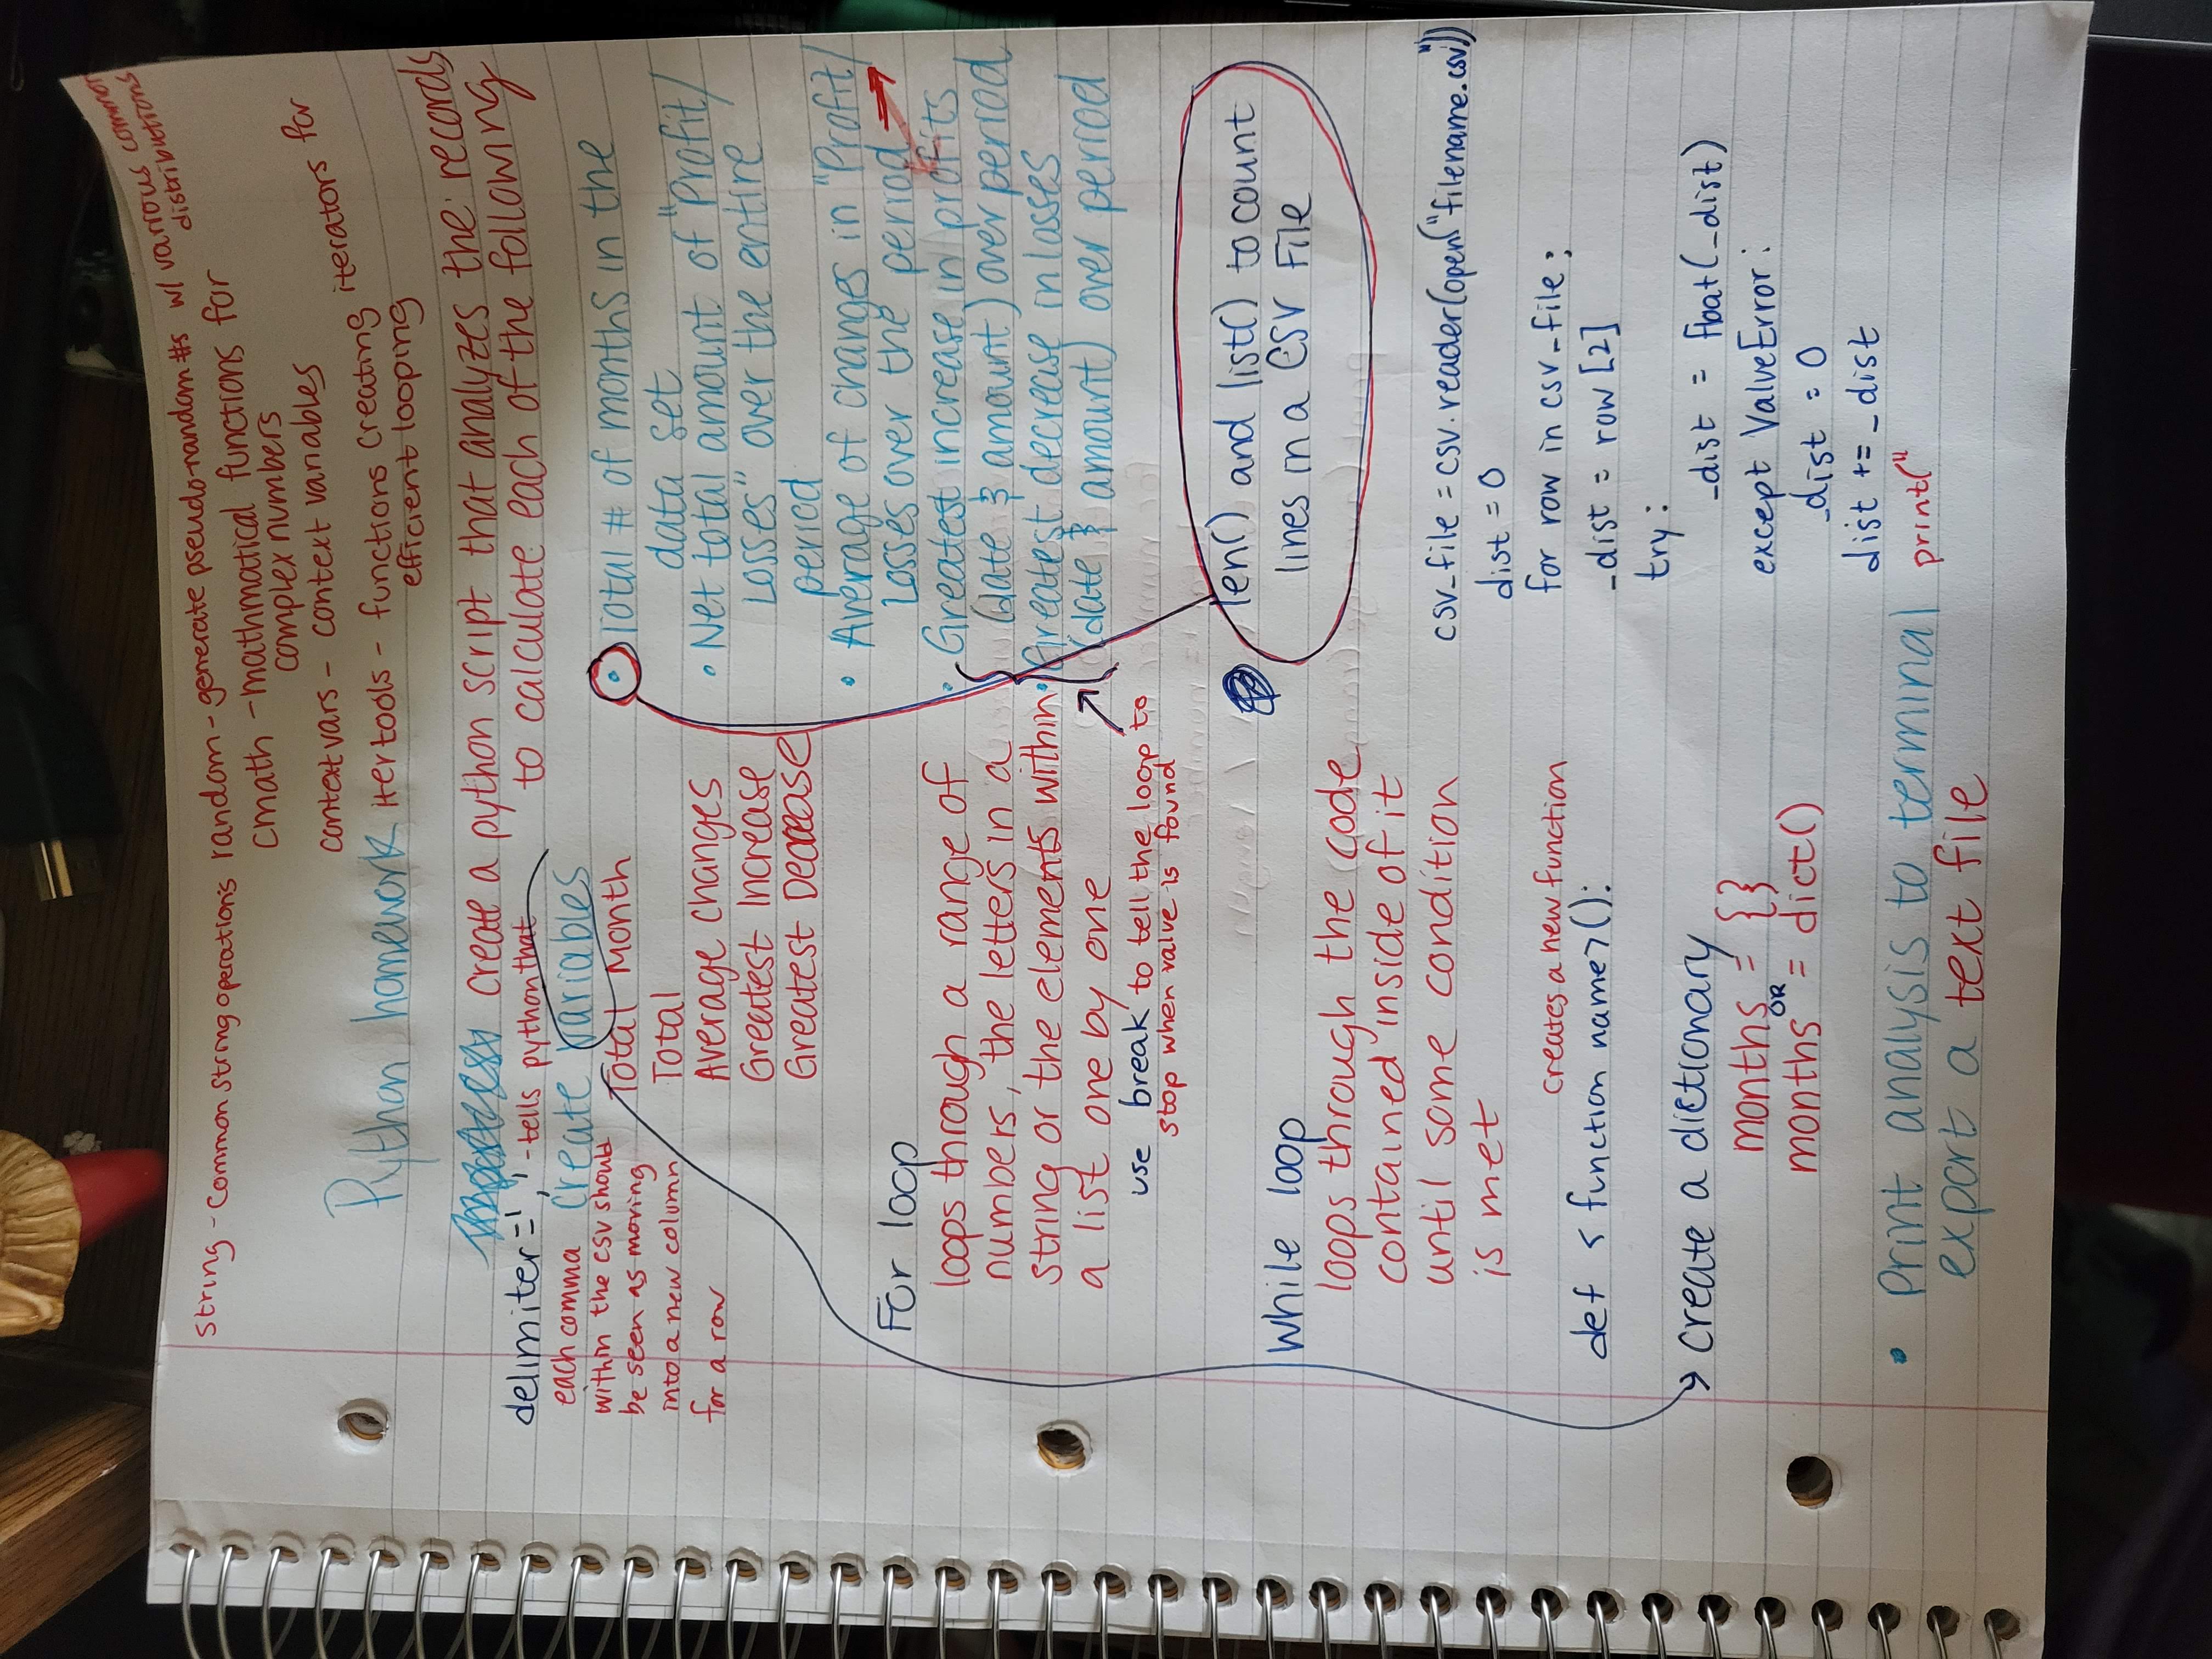 string - common string operations
random - generate pseudo-random #s w/ various common
distributions
cmath - mathmatical functions for
complex numbers
contextvars - context variables
itertools - functions creating iterators for
efficient looping
Python homework
create a python script that analyzes the records
to calculate each of the following
delimiter=',' - tells python that
each comma
within the csv should
be seen as moving
into a new column
for a row
create variables
Total Month
Total
Average changes
Greatest Increase
Greatest Decrease
• Total # of months in the
data set
• Net total amount of "Profit/
Losses" over the entire
period
• Average of changes in "Profit/
Losses over the period
• Greatest increase in profits
(date & amount) over period
• Greatest decrease in losses
(date & amount) over period
For loop
loops through a range of
numbers, the letters in a
string or the elements within
a list one by one
use break to tell the loop to
stop when value is found
len() and list() to count
lines in a CSV File
While loop
loops through the code
contained inside of it
until some condition
is met
creates a new function
def <function name>():
create a dictionary
months = {}
OR
months = dict()
csv_file = csv.reader(open("filename.csv"))
dist = 0
for row in csv_file:
_dist = row [2]
try:
_dist = float(_dist)
except ValueError:
_dist = 0
dist += _dist
print("
• Print analysis to terminal
export a text file